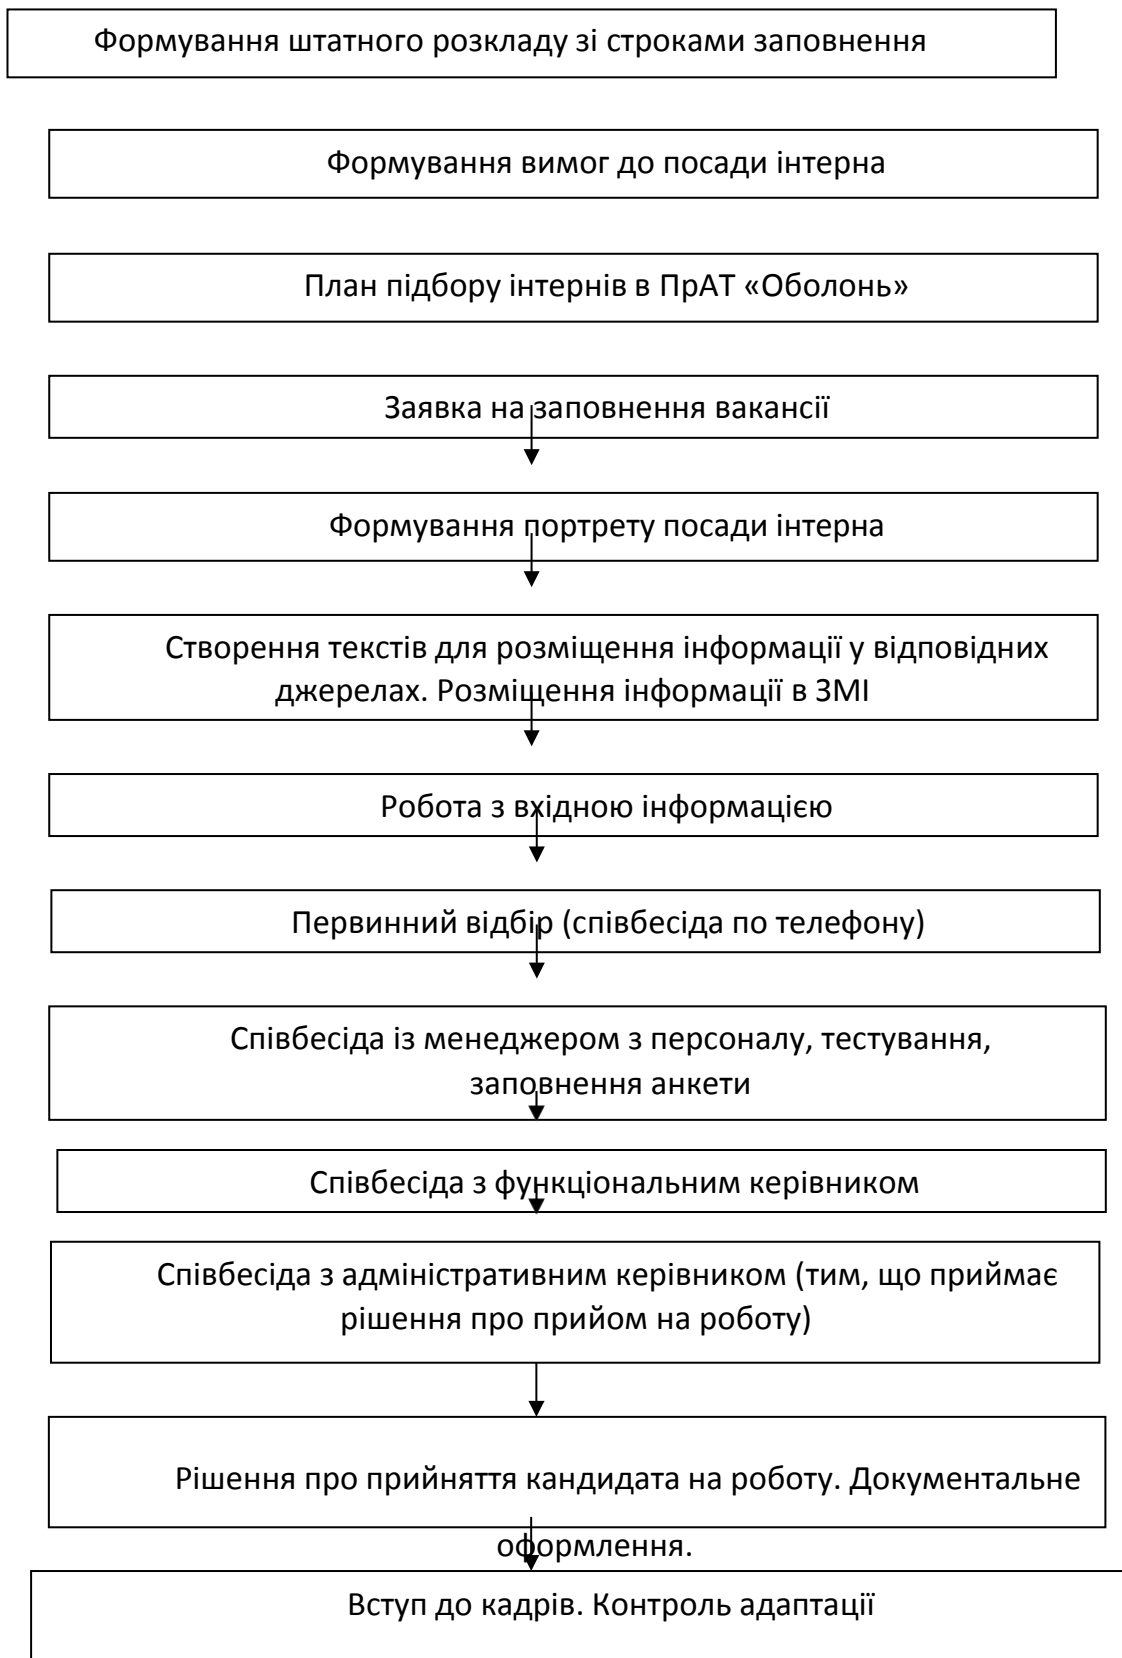 Формування штатного розкладу зі строками заповнення
Формування вимог до посади інтерна
План підбору інтернів в ПрАТ «Оболонь»
Заявка на заповнення вакансії
Формування портрету посади інтерна
Створення текстів для розміщення інформації у відповідних
джерелах. Розміщення інформації в ЗМІ
Робота з вхідною інформацією
Первинний відбір (співбесіда по телефону)
Співбесіда із менеджером з персоналу, тестування,
заповнення анкети
Співбесіда з функціональним керівником
Співбесіда з адміністративним керівником (тим, що приймає
рішення про прийом на роботу)
Рішення про прийняття кандидата на роботу. Документальне
оформлення.
Вступ до кадрів. Контроль адаптації